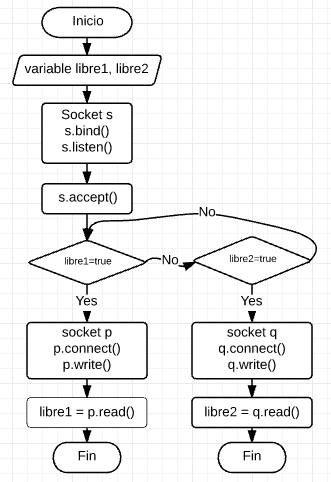 Inicio
variable libre1, libre2
Socket s
s.bind()
s.listen()
s.accept()
No
libre1=true
No
libre2=true
Yes
Yes
socket p
p.connect()
p.write()
socket q
q.connect()
q.write()
libre1 = p.read()
libre2 = q.read()
Fin
Fin